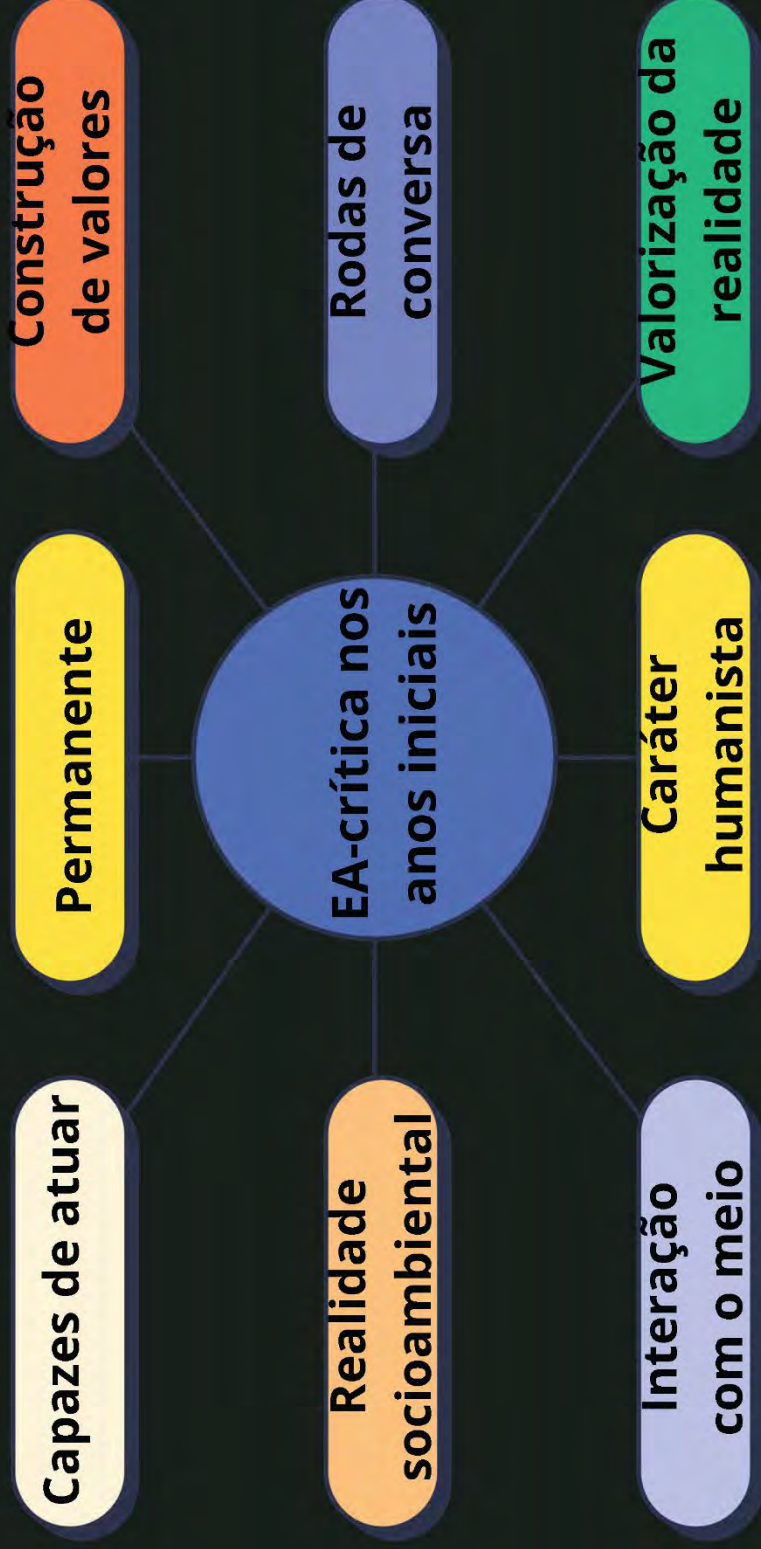 Capazes de atuar
Permanente
Construção
de valores
Realidade
socioambiental
EA-crítica nos
anos iniciais
Rodas de
conversa
Interação
com o meio
Caráter
humanista
Valorização da
realidade